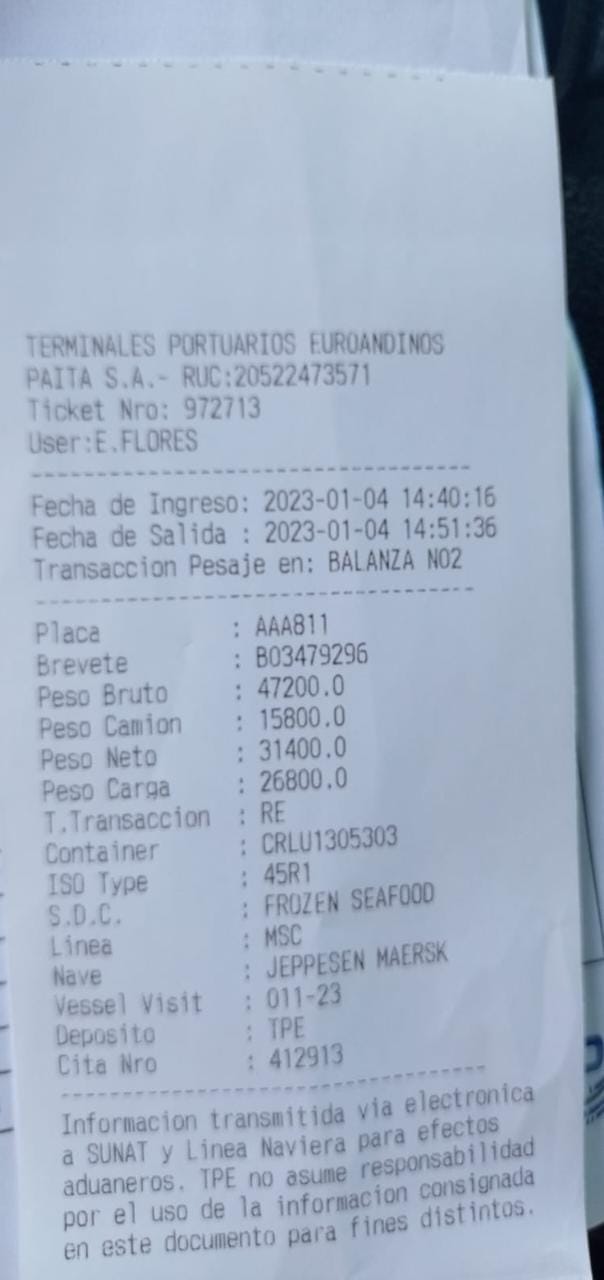 TERMINALES PORTUARIOS EUROANDINOS
PAITA S.A.- RUC:20522473571
Ticket Nro: 972713
User:E.FLORES
--------------------------------
Fecha de Ingreso: 2023-01-04 14:40:16
Fecha de Salida : 2023-01-04 14:51:36
Transaccion Pesaje en: BALANZA N02
--------------------------------
Placa : AAA811
Brevete : B03479296
Peso Bruto : 47200.0
Peso Camion : 15800.0
Peso Neto : 31400.0
Peso Carga : 26800.0
T.Transaccion : RE
Container : CRLU1305303
ISO Type : 45R1
S.D.C. : FROZEN SEAFOOD
Linea : MSC
Nave : JEPPESEN MAERSK
Vessel Visit : 011-23
Deposito : TPE
Cita Nro : 412913
--------------------------------
Informacion transmitida via electronica
a SUNAT y Linea Naviera para efectos
aduaneros. TPE no asume responsabilidad
por el uso de la informacion consignada
en este documento para fines distintos.